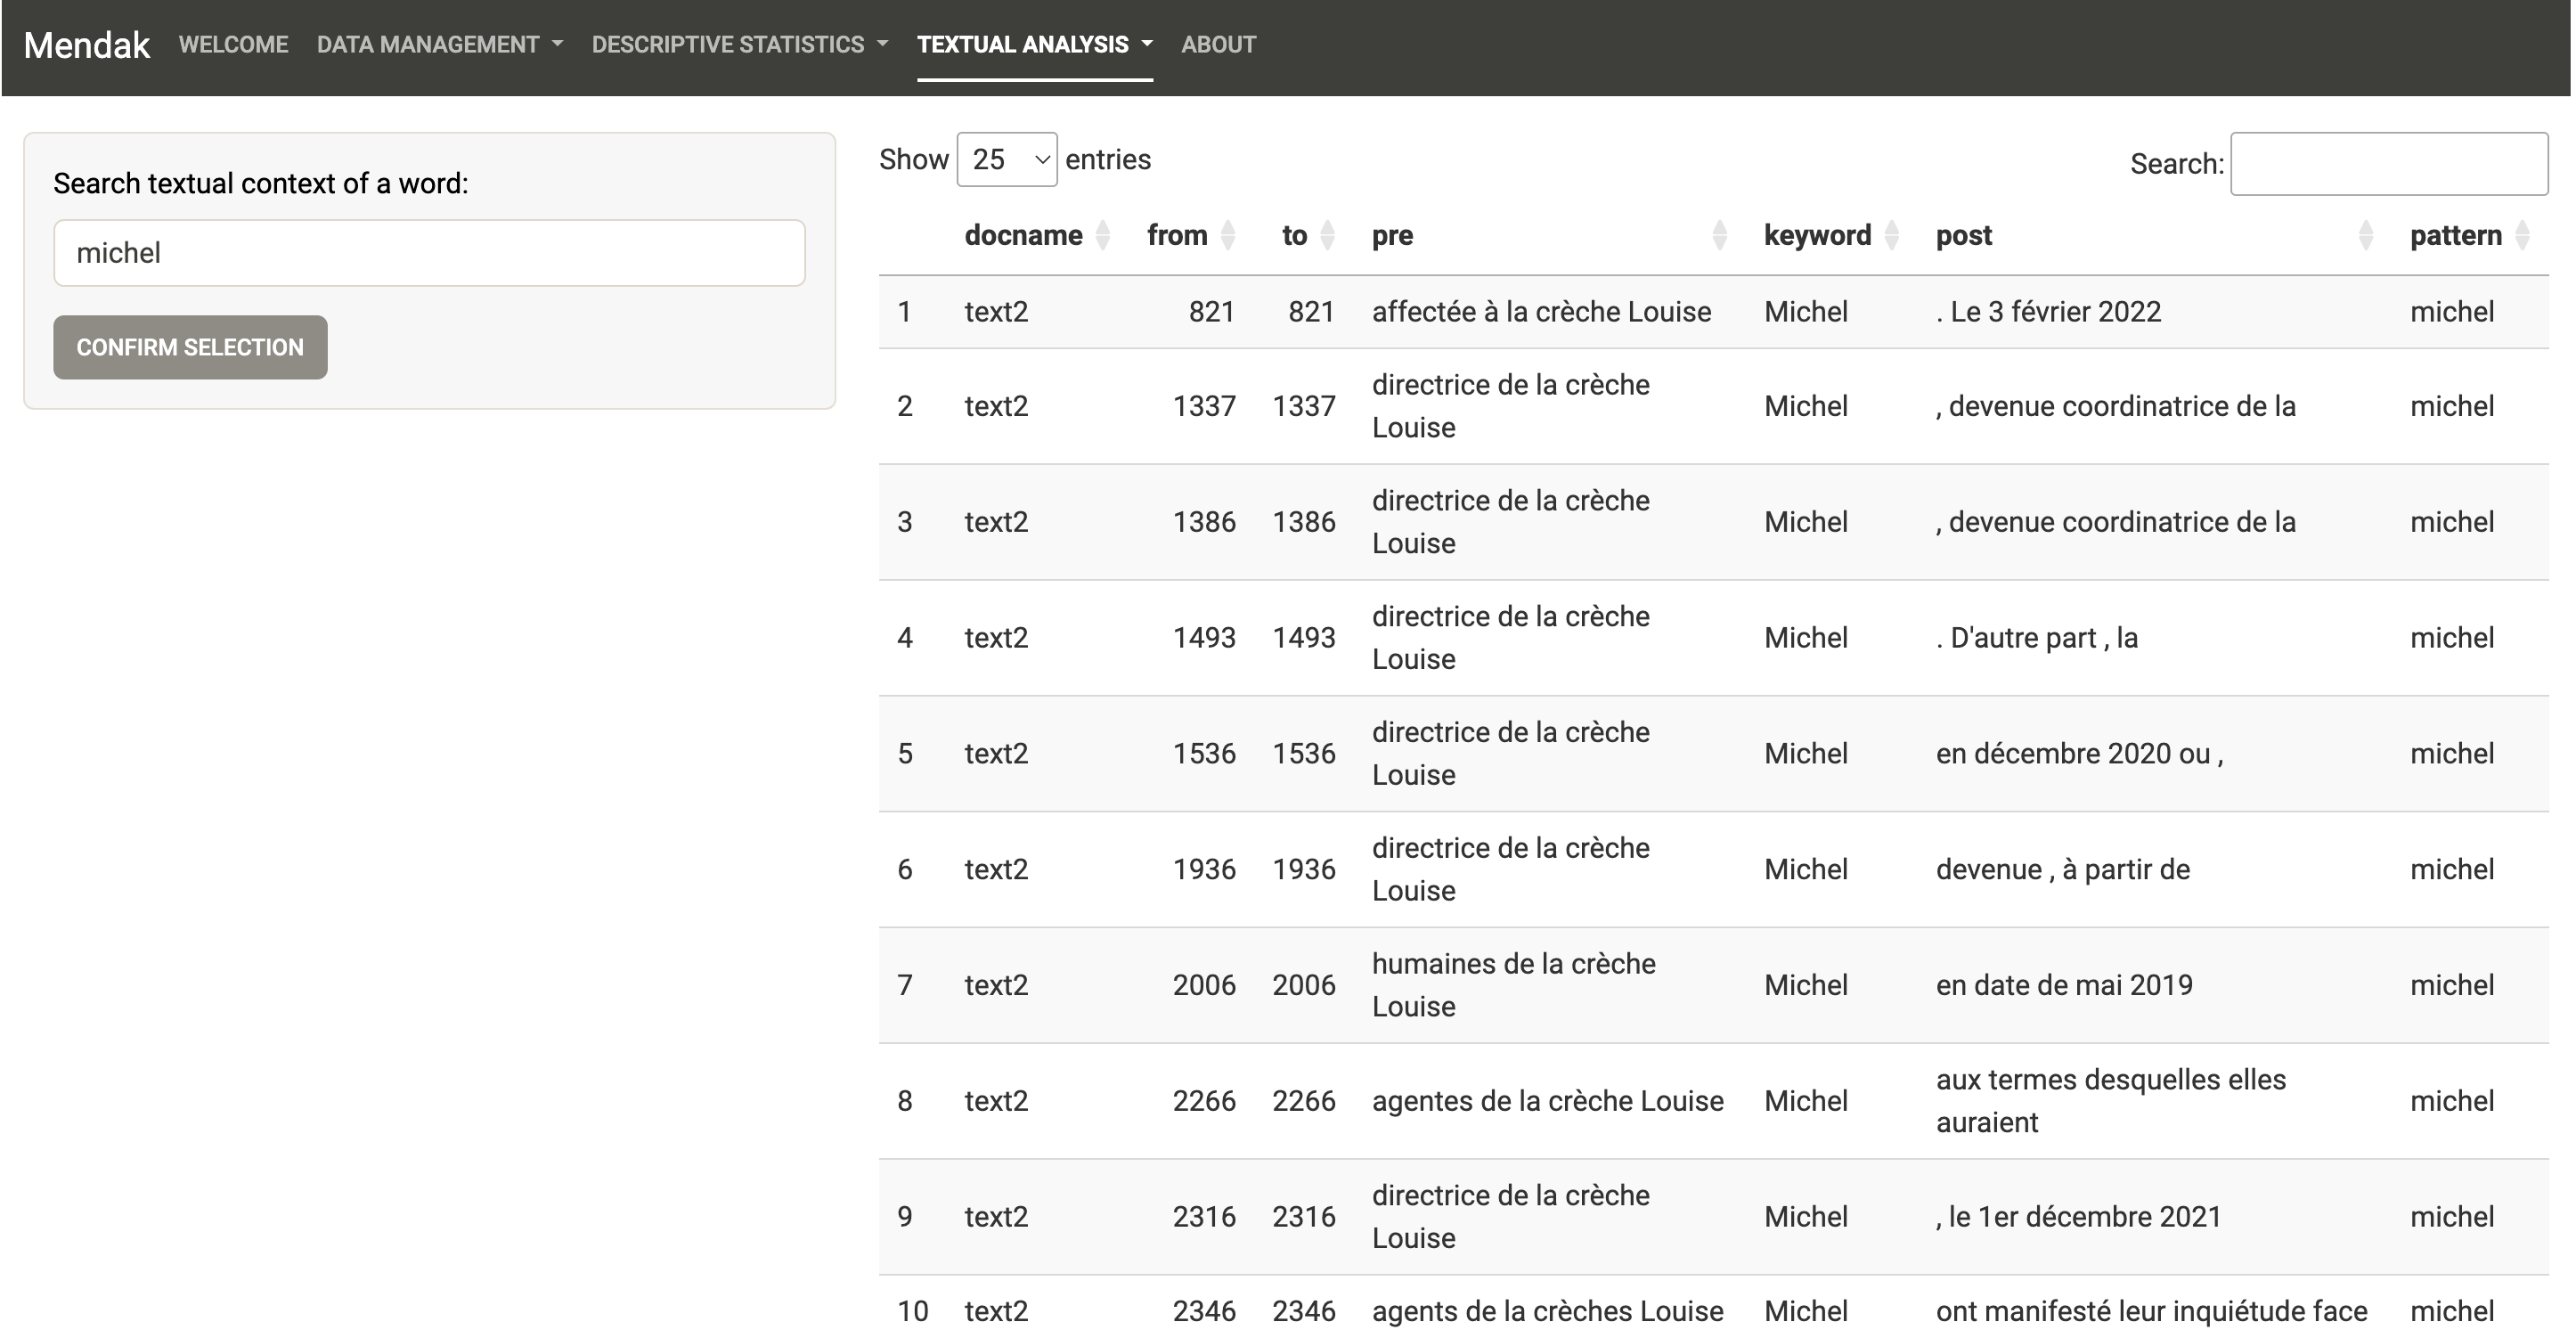 Mendak WELCOME DATA MANAGEMENT DESCRIPTIVE STATISTICS TEXTUAL ANALYSIS ABOUT
Search textual context of a word:
michel
CONFIRM SELECTION
Show 25 entries Search:
docname from to pre keyword post pattern
1 text2 821 821 affectée à la crèche Louise Michel . Le 3 février 2022 michel
2 text2 1337 1337 directrice de la crèche Louise Michel , devenue coordinatrice de la michel
3 text2 1386 1386 directrice de la crèche Louise Michel , devenue coordinatrice de la michel
4 text2 1493 1493 directrice de la crèche Louise Michel . D'autre part , la michel
5 text2 1536 1536 directrice de la crèche Louise Michel en décembre 2020 ou , michel
6 text2 1936 1936 directrice de la crèche Louise Michel devenue , à partir de michel
7 text2 2006 2006 humaines de la crèche Louise Michel en date de mai 2019 michel
8 text2 2266 2266 agentes de la crèche Louise Michel aux termes desquelles elles auraient michel
9 text2 2316 2316 directrice de la crèche Louise Michel , le 1er décembre 2021 michel
10 text2 2346 2346 agents de la crèches Louise Michel ont manifesté leur inquiétude face michel